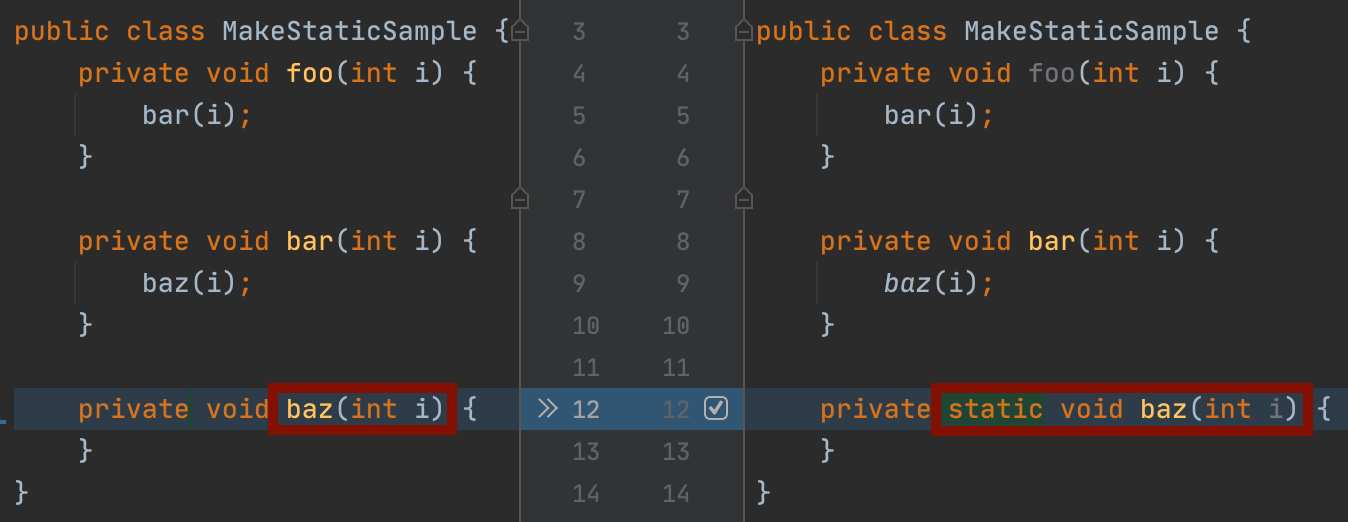 public class MakeStaticSample { 3 3 public class MakeStaticSample {
    private void foo(int i) { 4 4     private void foo(int i) {
        bar(i); 5 5         bar(i);
    } 6 6     }
7 7
    private void bar(int i) { 8 8     private void bar(int i) {
        baz(i); 9 9         baz(i);
    } 10 10     }
11 11
    private void baz(int i) { 12 12     private static void baz(int i) {
    } 13 13     }
} 14 14 }